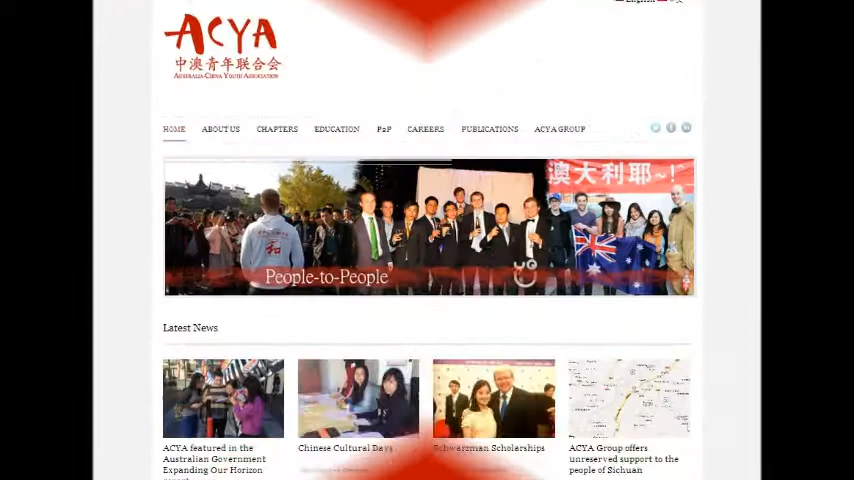 English
ACYA
中澳青年联合会
AUSTRALIA-CHINA YOUTH ASSOCIATION
HOME ABOUT US CHAPTERS EDUCATION P2P CAREERS PUBLICATIONS ACYA GROUP
澳大利耶~!
People-to-People
Latest News
ACYA featured in the
Australian Government
Expanding Our Horizon
report
Chinese Cultural Days
Schwarzman Scholarships
ACYA Group offers
unreserved support to the
people of Sichuan